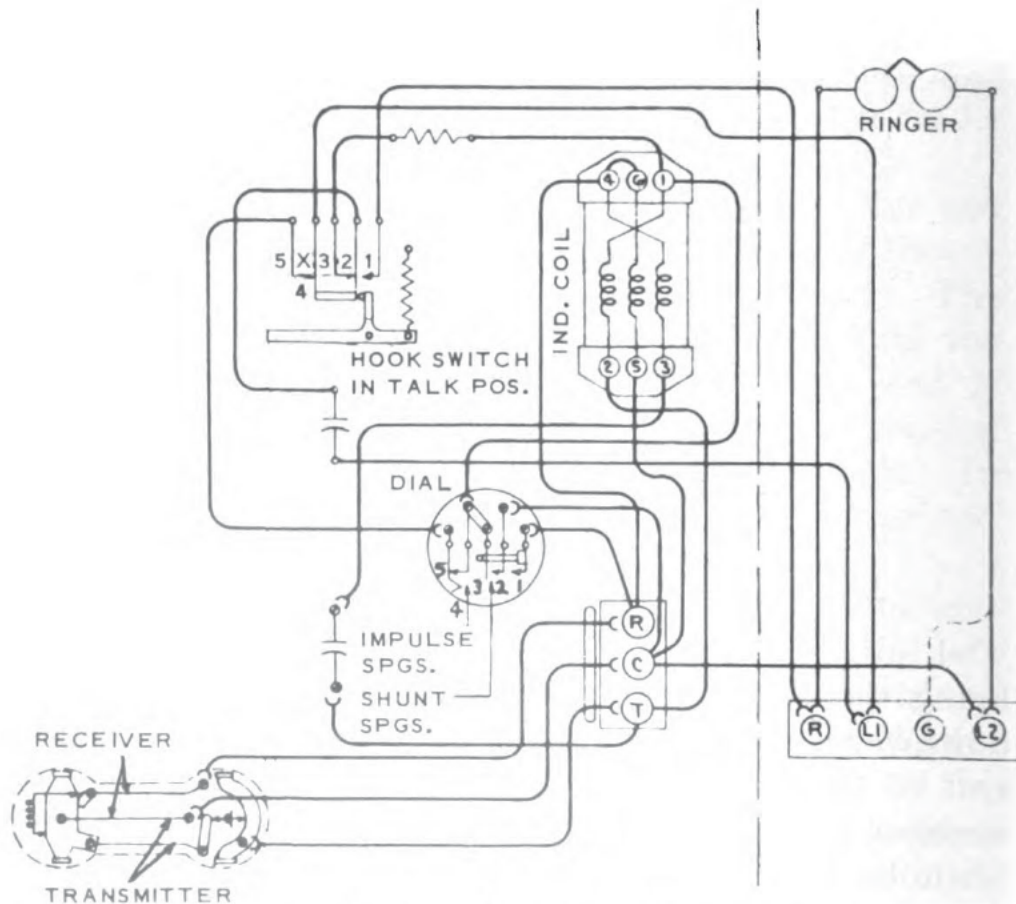 RINGER
4 6 1
5 X 3 2 1
4
IND. COIL
HOOK SWITCH
IN TALK POS.
2 5 3
DIAL
5 3 2 1
4
IMPULSE
SPGS.
SHUNT
SPGS.
R
C
T
R L1 G L2
RECEIVER
TRANSMITTER